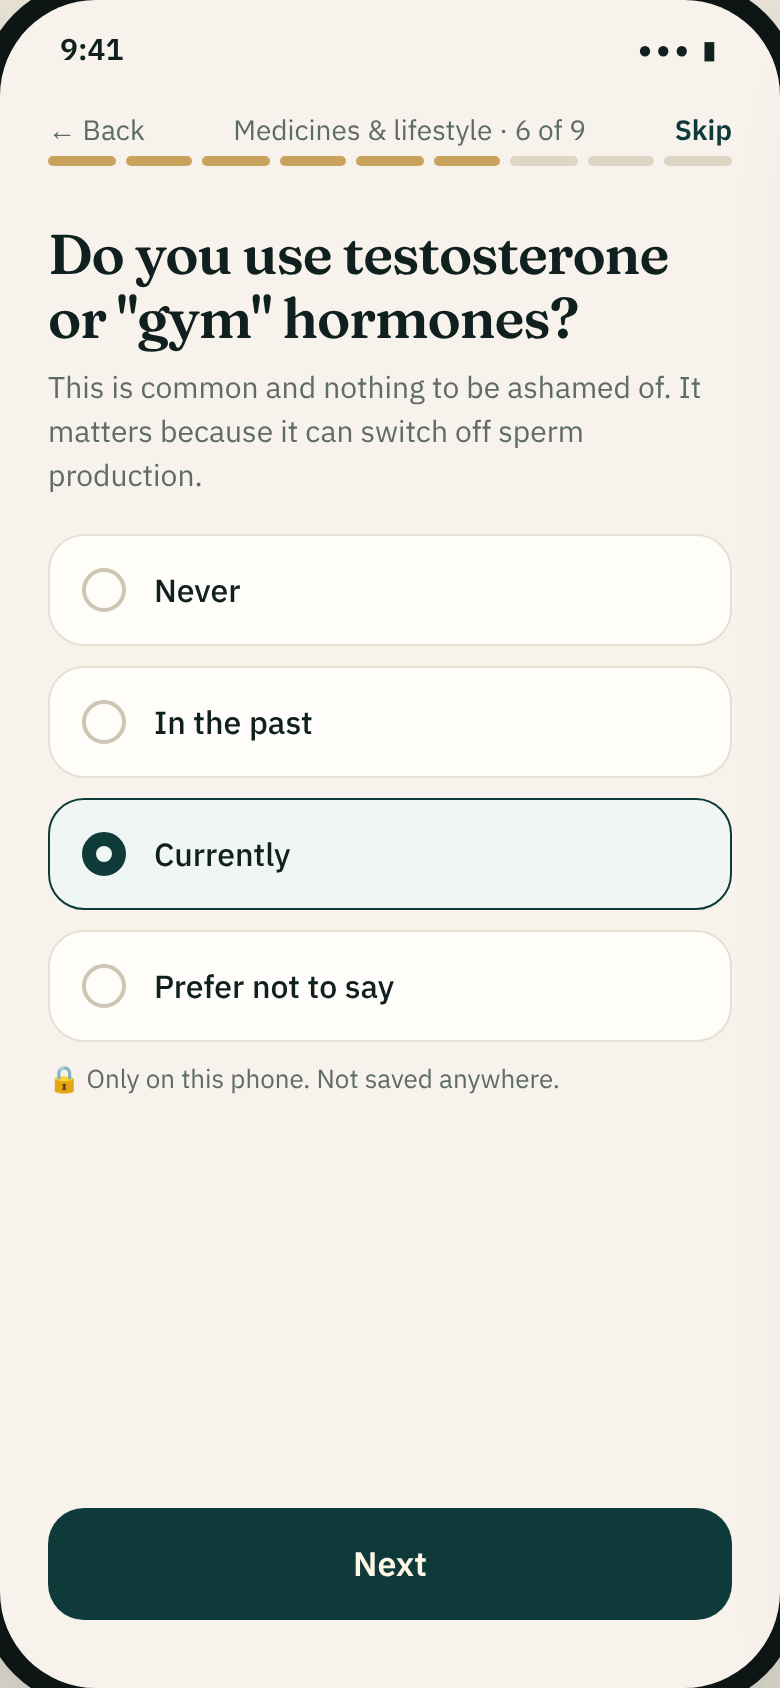 9:41
← Back Medicines & lifestyle · 6 of 9 Skip
Do you use testosterone
or "gym" hormones?
This is common and nothing to be ashamed of. It
matters because it can switch off sperm
production.
Never
In the past
Currently
Prefer not to say
🔒 Only on this phone. Not saved anywhere.
Next